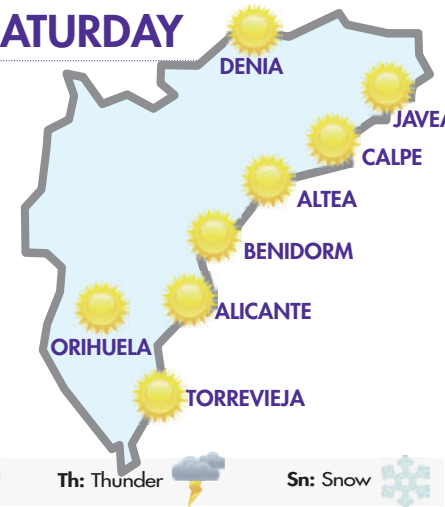 ATURDAY
DENIA
JAVEA
CALPE
ALTEA
BENIDORM
ALICANTE
ORIHUELA
TORREVIEJA
Th: Thunder
Sn: Snow